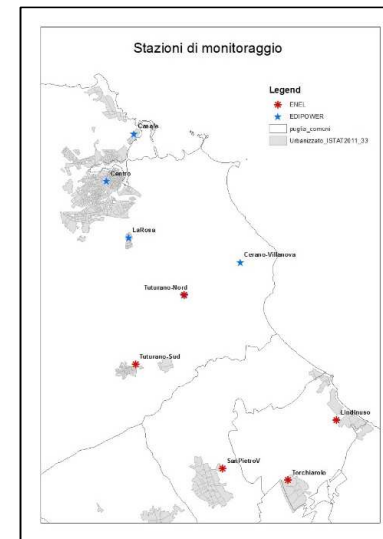 Stazioni di monitoraggio
Legend
ENEL
EDIPOWER
puglia_comuni
Urbanizzato_ISTAT2011_33
Casale
Centro
LaRosa
Cerano-Villanova
Tuturano-Nord
Tuturano-Sud
Lindinuso
SanPietroV
Torchiarolo